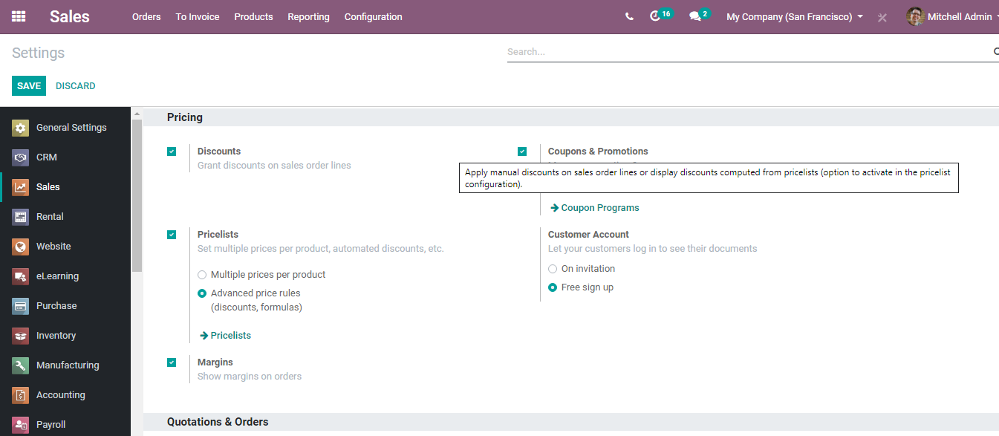 Sales
Orders
To Invoice
Products
Reporting
Configuration
16
2
My Company (San Francisco)
Mitchell Admin
Settings
Search...
SAVE
DISCARD
General Settings
CRM
Sales
Rental
Website
eLearning
Purchase
Inventory
Manufacturing
Accounting
Payroll
Pricing
Discounts
Grant discounts on sales order lines
Coupons & Promotions
Apply manual discounts on sales order lines or display discounts computed from pricelists (option to activate in the pricelist
configuration).
Coupon Programs
Pricelists
Set multiple prices per product, automated discounts, etc.
Multiple prices per product
Advanced price rules
(discounts, formulas)
Pricelists
Customer Account
Let your customers log in to see their documents
On invitation
Free sign up
Margins
Show margins on orders
Quotations & Orders